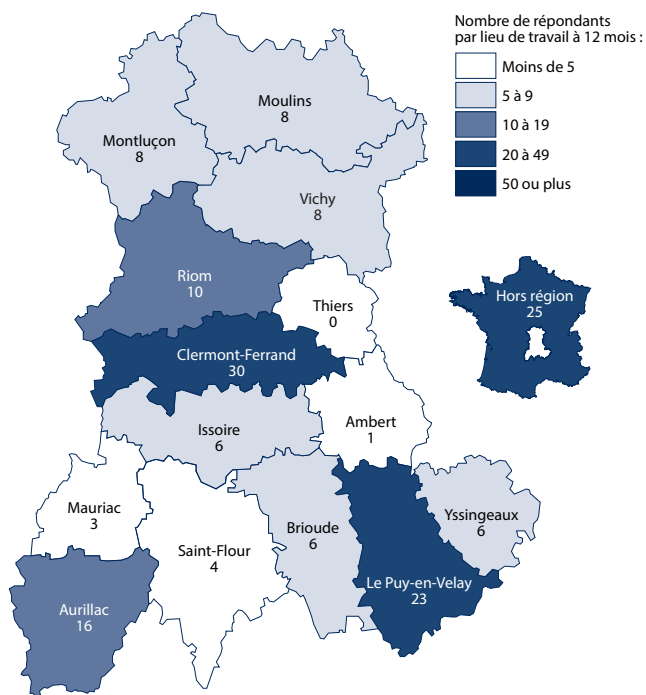 Nombre de répondants
par lieu de travail à 12 mois :
Moins de 5
5 à 9
10 à 19
20 à 49
50 ou plus
Moulins
8
Montluçon
8
Vichy
8
Riom
10
Thiers
0
Hors région
25
Clermont-Ferrand
30
Ambert
1
Issoire
6
Mauriac
3
Yssingeaux
6
Brioude
6
Saint-Flour
4
Le Puy-en-Velay
23
Aurillac
16